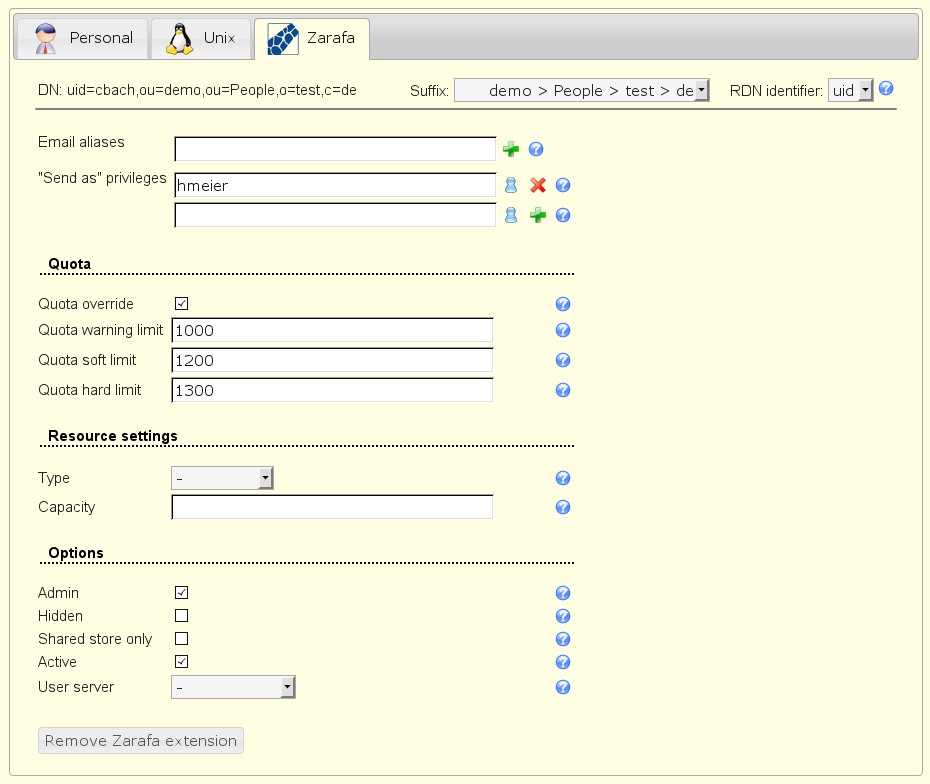 Personal Unix Zarafa
DN: uid=cbach,ou=demo,ou=People,o=test,c=de Suffix: demo > People > test > de RDN identifier: uid
Email aliases
"Send as" privileges hmeier
Quota
Quota override
Quota warning limit 1000
Quota soft limit 1200
Quota hard limit 1300
Resource settings
Type -
Capacity
Options
Admin
Hidden
Shared store only
Active
User server -
Remove Zarafa extension